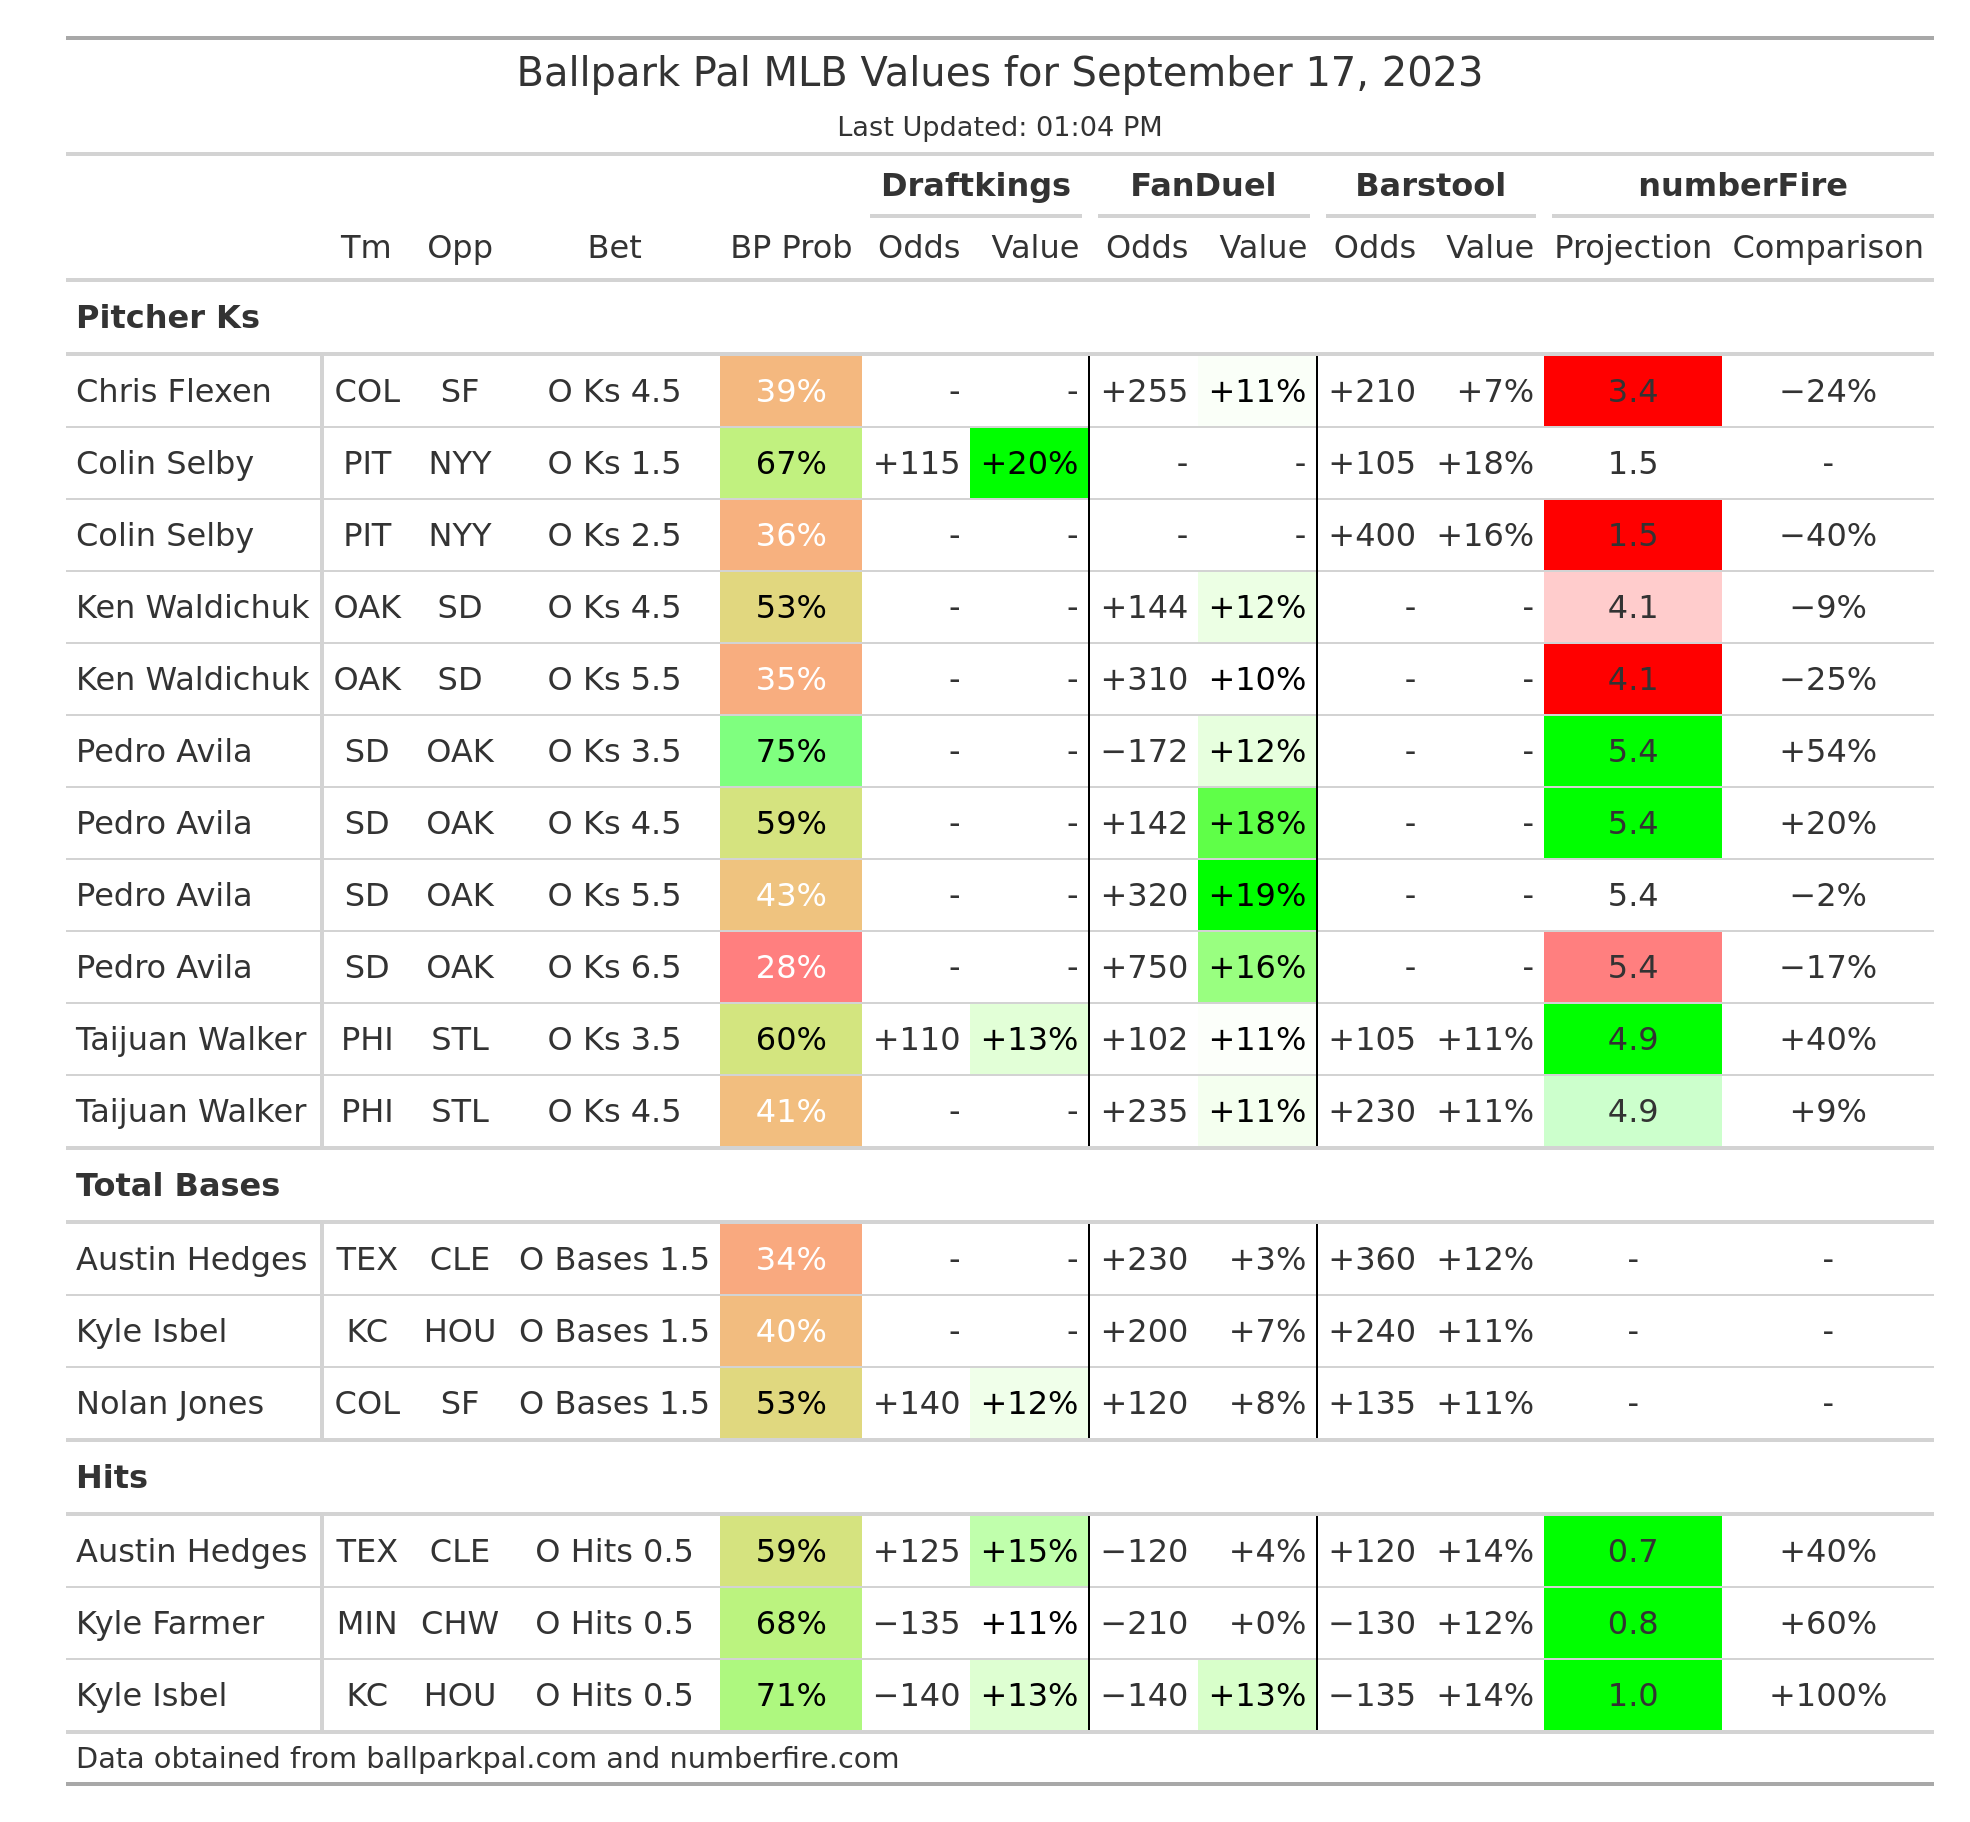 Ballpark Pal MLB Values for September 17, 2023
Last Updated: 01:04 PM
Draftkings FanDuel Barstool numberFire
Tm Opp Bet BP Prob Odds Value Odds Value Odds Value Projection Comparison
Pitcher Ks
Chris Flexen COL SF O Ks 4.5 39% - - +255 +11% +210 +7% 3.4 −24%
Colin Selby PIT NYY O Ks 1.5 67% +115 +20% - - +105 +18% 1.5 -
Colin Selby PIT NYY O Ks 2.5 36% - - - - +400 +16% 1.5 −40%
Ken Waldichuk OAK SD O Ks 4.5 53% - - +144 +12% - - 4.1 −9%
Ken Waldichuk OAK SD O Ks 5.5 35% - - +310 +10% - - 4.1 −25%
Pedro Avila SD OAK O Ks 3.5 75% - - −172 +12% - - 5.4 +54%
Pedro Avila SD OAK O Ks 4.5 59% - - +142 +18% - - 5.4 +20%
Pedro Avila SD OAK O Ks 5.5 43% - - +320 +19% - - 5.4 −2%
Pedro Avila SD OAK O Ks 6.5 28% - - +750 +16% - - 5.4 −17%
Taijuan Walker PHI STL O Ks 3.5 60% +110 +13% +102 +11% +105 +11% 4.9 +40%
Taijuan Walker PHI STL O Ks 4.5 41% - - +235 +11% +230 +11% 4.9 +9%
Total Bases
Austin Hedges TEX CLE O Bases 1.5 34% - - +230 +3% +360 +12% - -
Kyle Isbel KC HOU O Bases 1.5 40% - - +200 +7% +240 +11% - -
Nolan Jones COL SF O Bases 1.5 53% +140 +12% +120 +8% +135 +11% - -
Hits
Austin Hedges TEX CLE O Hits 0.5 59% +125 +15% −120 +4% +120 +14% 0.7 +40%
Kyle Farmer MIN CHW O Hits 0.5 68% −135 +11% −210 +0% −130 +12% 0.8 +60%
Kyle Isbel KC HOU O Hits 0.5 71% −140 +13% −140 +13% −135 +14% 1.0 +100%
Data obtained from ballparkpal.com and numberfire.com